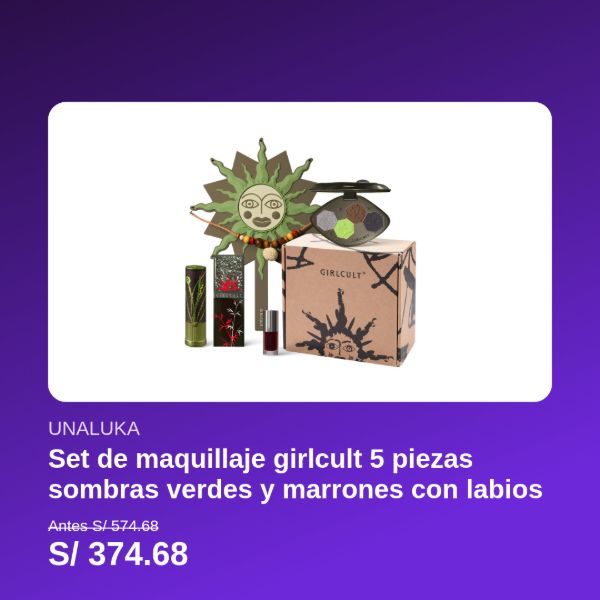 GIRLCULT
UNALUKA
Set de maquillaje girlcult 5 piezas
sombras verdes y marrones con labios
Antes S/ 574.68
S/ 374.68